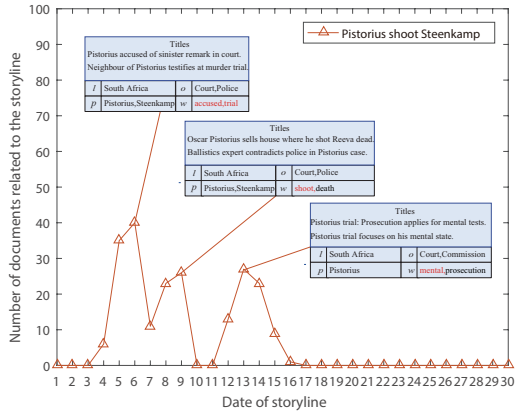 Number of documents related to the storyline
100
90
80
70
60
50
40
30
20
10
0
Pistorius shoot Steenkamp
Titles
Pistorius accused of sinister remark in court.
Neighbour of Pistorius testifies at murder trial.
l South Africa o Court,Police
p Pistorius,Steenkamp w accused,trial
Titles
Oscar Pistorius sells house where he shot Reeva dead.
Ballistics expert contradicts police in Pistorius case.
l South Africa o Court,Police
p Pistorius,Steenkamp w shoot,death
Titles
Pistorius trial: Prosecution applies for mental tests.
Pistorius trial focuses on his mental state.
l South Africa o Court,Commission
p Pistorius w mental,prosecution
1 2 3 4 5 6 7 8 9 10 11 12 13 14 15 16 17 18 19 20 21 22 23 24 25 26 27 28 29 30
Date of storyline